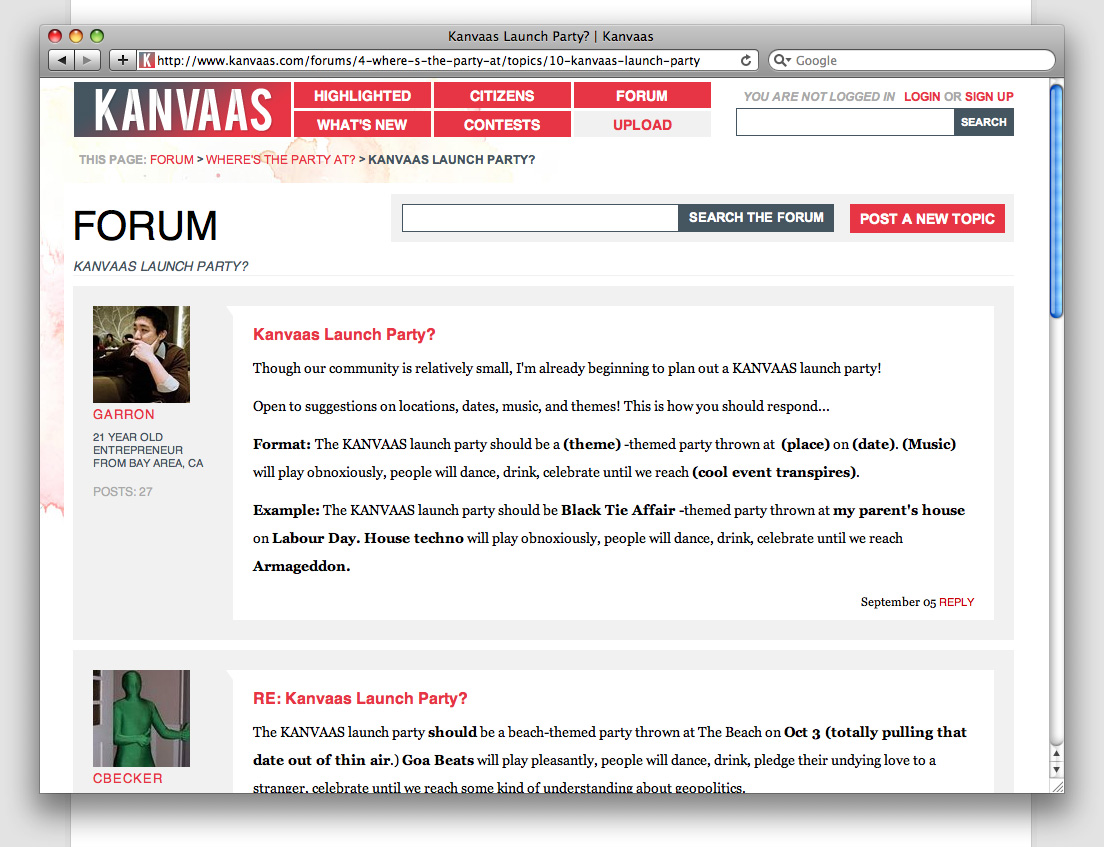 Kanvaas Launch Party? | Kanvaas
http://www.kanvaas.com/forums/4-where-s-the-party-at/topics/10-kanvaas-launch-party
Google
KANVAAS
HIGHLIGHTED CITIZENS FORUM
WHAT'S NEW CONTESTS UPLOAD
YOU ARE NOT LOGGED IN LOGIN OR SIGN UP
SEARCH
THIS PAGE: FORUM > WHERE'S THE PARTY AT? > KANVAAS LAUNCH PARTY?
FORUM
SEARCH THE FORUM
POST A NEW TOPIC
KANVAAS LAUNCH PARTY?
GARRON
21 YEAR OLD
ENTREPRENEUR
FROM BAY AREA, CA
POSTS: 27
Kanvaas Launch Party?
Though our community is relatively small, I'm already beginning to plan out a KANVAAS launch party!
Open to suggestions on locations, dates, music, and themes! This is how you should respond...
Format: The KANVAAS launch party should be a (theme) -themed party thrown at (place) on (date). (Music)
will play obnoxiously, people will dance, drink, celebrate until we reach (cool event transpires).
Example: The KANVAAS launch party should be Black Tie Affair -themed party thrown at my parent's house
on Labour Day. House techno will play obnoxiously, people will dance, drink, celebrate until we reach
Armageddon.
September 05 REPLY
CBECKER
RE: Kanvaas Launch Party?
The KANVAAS launch party should be a beach-themed party thrown at The Beach on Oct 3 (totally pulling that
date out of thin air.) Goa Beats will play pleasantly, people will dance, drink, pledge their undying love to a
stranger, celebrate until we reach some kind of understanding about geopolitics.